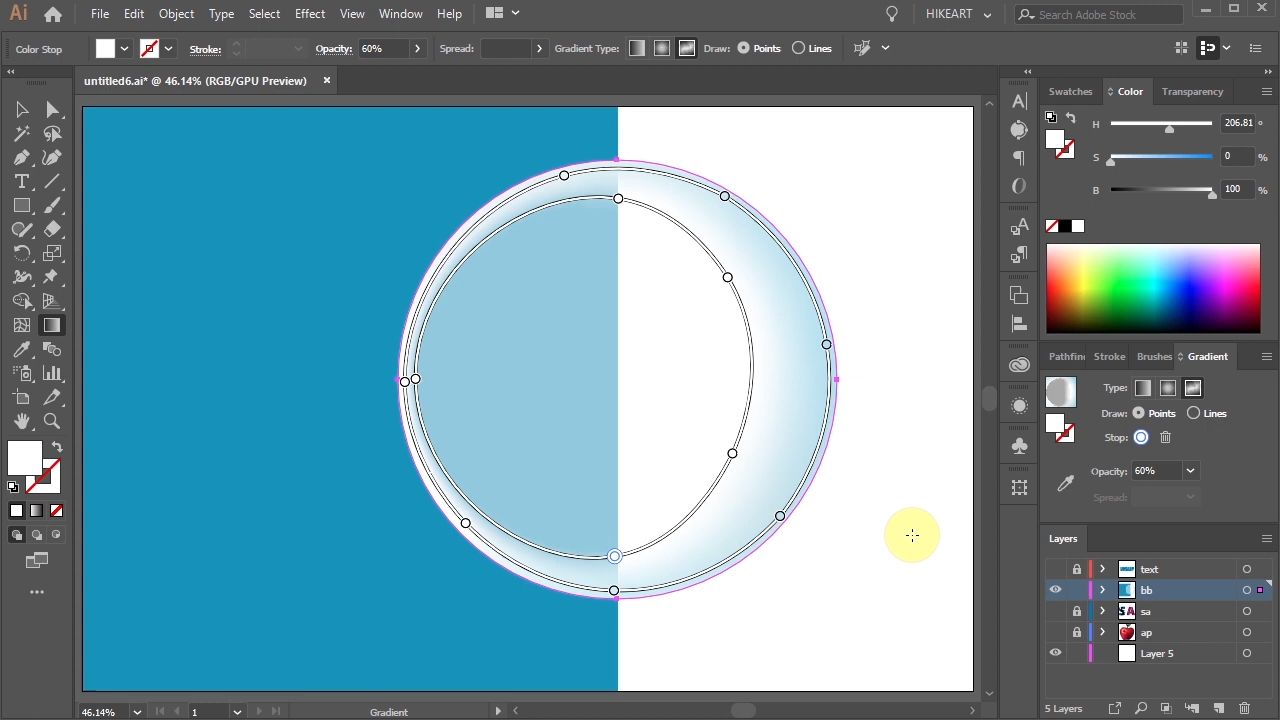 Ai File Edit Object Type Select Effect View Window Help HIKEART Search Adobe Stock
Color Stop Stroke: Opacity: 60% Spread: Gradient Type: Draw: Points Lines
untitled6.ai* @ 46.14% (RGB/GPU Preview) ×
Swatches Color Transparency
H 206.81 °
S 0 %
B 100 %
Pathfin Stroke Brushes Gradient
Type:
Draw: Points Lines
Stop:
Opacity: 60%
Spread:
Layers
text
bb
sa
ap
Layer 5
5 Layers
46.14% 1 Gradient